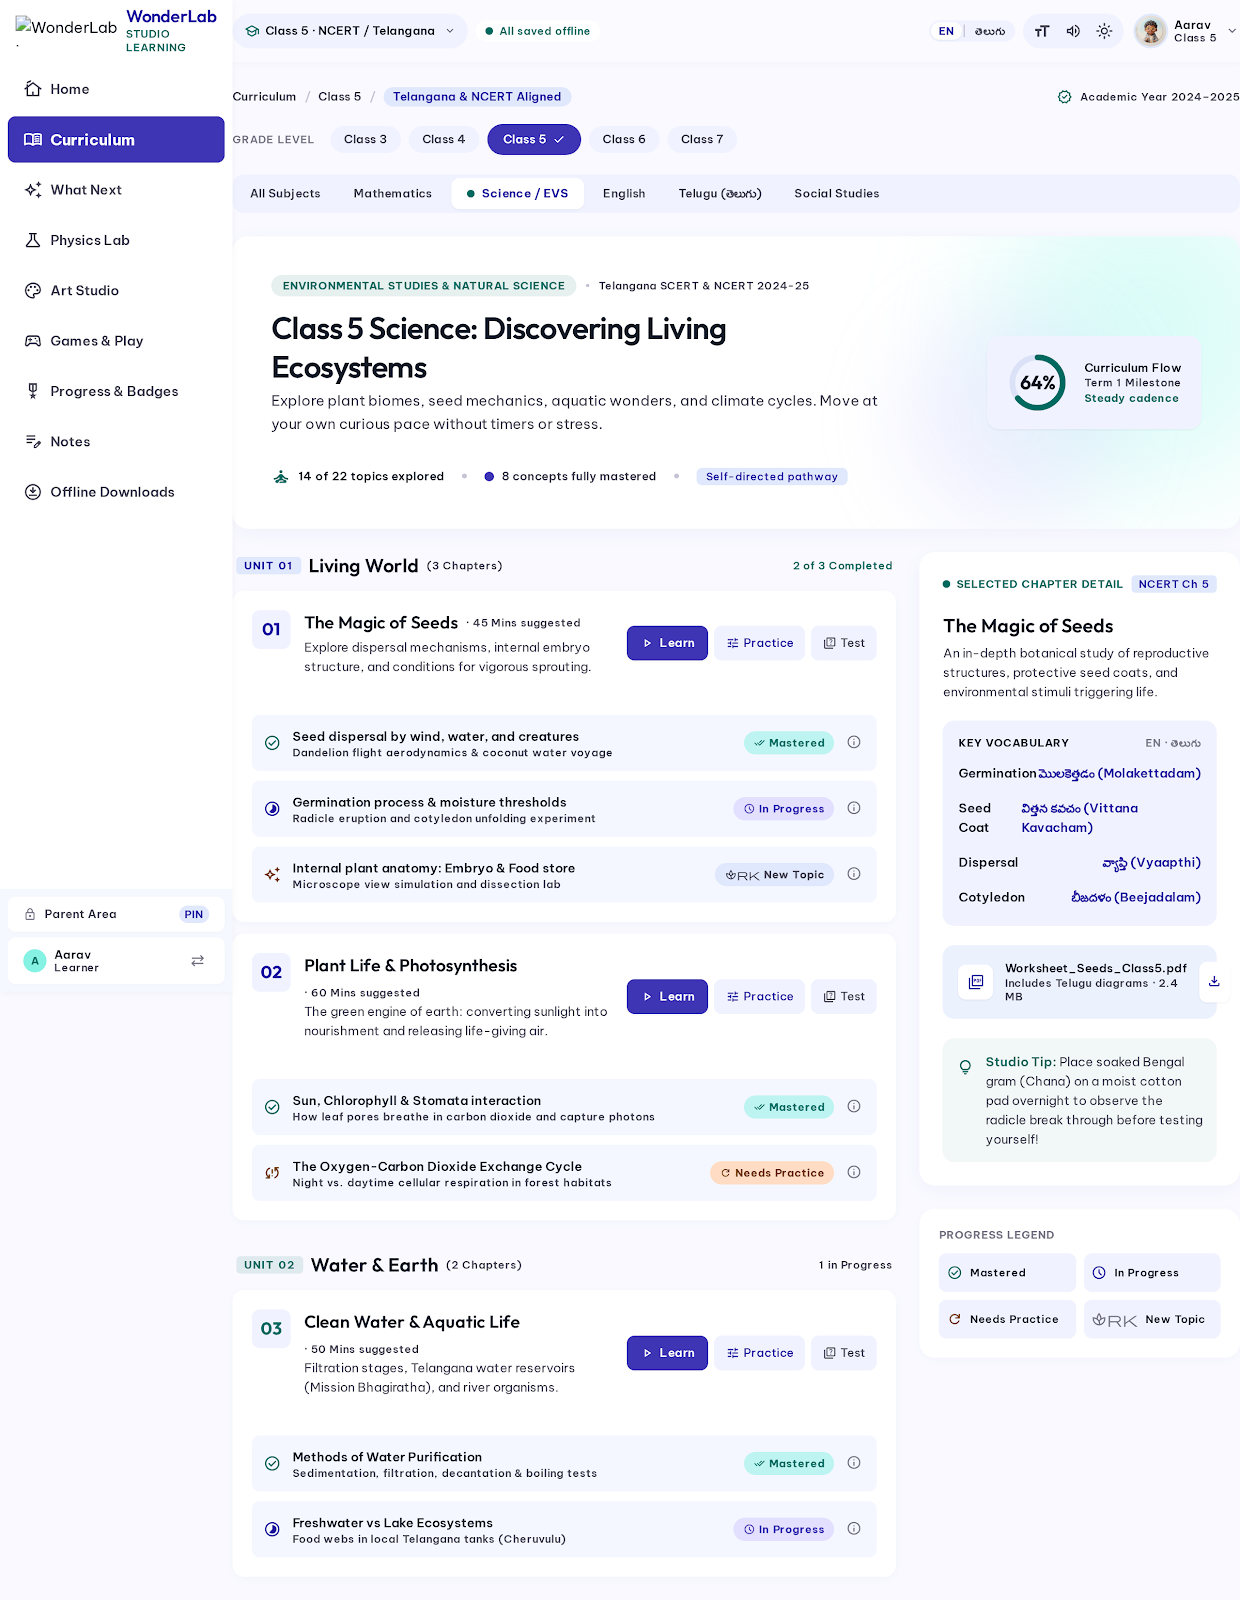 WonderLab
WonderLab
STUDIO
LEARNING
Class 5 · NCERT / Telangana
All saved offline
EN
తెలుగు
Aarav
Class 5
Home
Curriculum
What Next
Physics Lab
Art Studio
Games & Play
Progress & Badges
Notes
Offline Downloads
Parent Area
PIN
A
Aarav
Learner
Curriculum / Class 5 / Telangana & NCERT Aligned
Academic Year 2024–2025
GRADE LEVEL
Class 3
Class 4
Class 5
Class 6
Class 7
All Subjects
Mathematics
Science / EVS
English
Telugu (తెలుగు)
Social Studies
ENVIRONMENTAL STUDIES & NATURAL SCIENCE
Telangana SCERT & NCERT 2024-25
Class 5 Science: Discovering Living
Ecosystems
Explore plant biomes, seed mechanics, aquatic wonders, and climate cycles. Move at
your own curious pace without timers or stress.
14 of 22 topics explored
8 concepts fully mastered
Self-directed pathway
64%
Curriculum Flow
Term 1 Milestone
Steady cadence
UNIT 01
Living World
(3 Chapters)
2 of 3 Completed
01
The Magic of Seeds
· 45 Mins suggested
Explore dispersal mechanisms, internal embryo
structure, and conditions for vigorous sprouting.
Learn
Practice
Test
Seed dispersal by wind, water, and creatures
Dandelion flight aerodynamics & coconut water voyage
Mastered
Germination process & moisture thresholds
Radicle eruption and cotyledon unfolding experiment
In Progress
Internal plant anatomy: Embryo & Food store
Microscope view simulation and dissection lab
RK New Topic
02
Plant Life & Photosynthesis
· 60 Mins suggested
The green engine of earth: converting sunlight into
nourishment and releasing life-giving air.
Learn
Practice
Test
Sun, Chlorophyll & Stomata interaction
How leaf pores breathe in carbon dioxide and capture photons
Mastered
The Oxygen-Carbon Dioxide Exchange Cycle
Night vs. daytime cellular respiration in forest habitats
Needs Practice
UNIT 02
Water & Earth
(2 Chapters)
1 in Progress
03
Clean Water & Aquatic Life
· 50 Mins suggested
Filtration stages, Telangana water reservoirs
(Mission Bhagiratha), and river organisms.
Learn
Practice
Test
Methods of Water Purification
Sedimentation, filtration, decantation & boiling tests
Mastered
Freshwater vs Lake Ecosystems
Food webs in local Telangana tanks (Cheruvulu)
In Progress
SELECTED CHAPTER DETAIL
NCERT Ch 5
The Magic of Seeds
An in-depth botanical study of reproductive
structures, protective seed coats, and
environmental stimuli triggering life.
KEY VOCABULARY
EN · తెలుగు
Germination మొలకెత్తడం (Molakettadam)
Seed
Coat
విత్తన కవచం (Vittana
Kavacham)
Dispersal
వ్యాప్తి (Vyaapthi)
Cotyledon
బీజదళం (Beejadalam)
Worksheet_Seeds_Class5.pdf
Includes Telugu diagrams · 2.4
MB
Studio Tip: Place soaked Bengal
gram (Chana) on a moist cotton
pad overnight to observe the
radicle break through before testing
yourself!
PROGRESS LEGEND
Mastered
In Progress
Needs Practice
RK New Topic